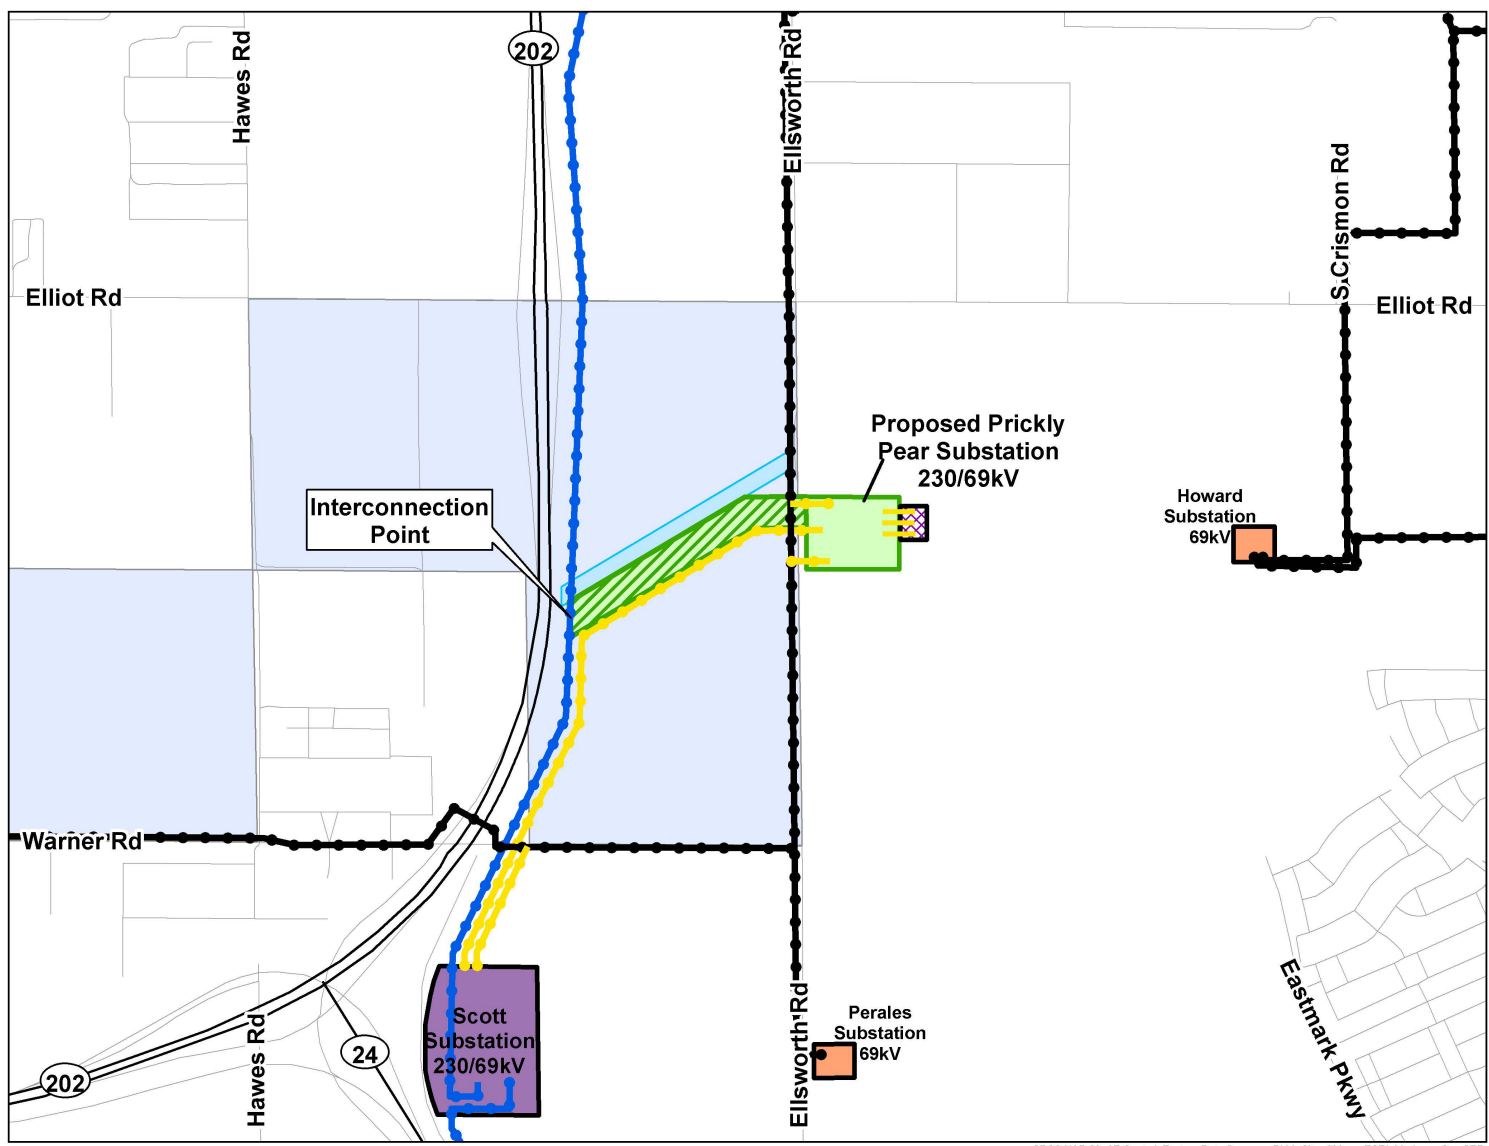 202
Hawes Rd
Ellsworth Rd
S. Crismon Rd
Elliot Rd
Elliot Rd
Proposed Prickly
Pear Substation
230/69kV
Interconnection
Point
Howard
Substation
69kV
Warner Rd
Scott
Substation
230/69kV
Perales
Substation
69kV
Ellsworth Rd
Eastmark Pkwy
Hawes Rd
24
202